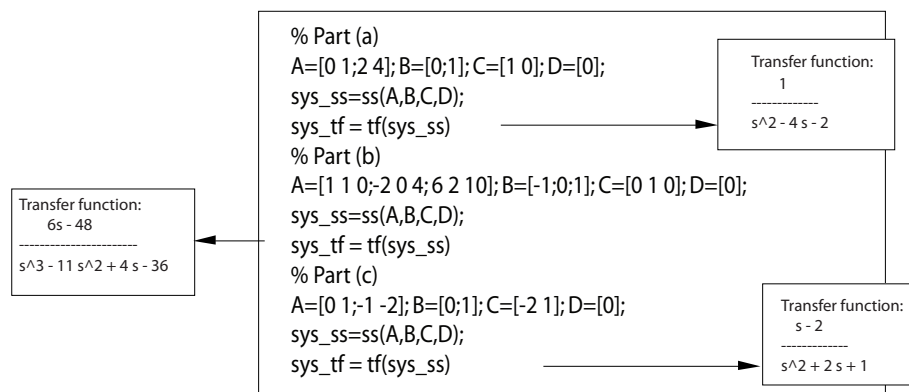 % Part (a)
A=[0 1;2 4]; B=[0;1]; C=[1 0]; D=[0];
sys_ss=ss(A,B,C,D);
sys_tf = tf(sys_ss)
Transfer function:
1
-------------
s^2 - 4 s - 2
% Part (b)
A=[1 1 0;-2 0 4; 6 2 10]; B=[-1;0;1]; C=[0 1 0]; D=[0];
sys_ss=ss(A,B,C,D);
sys_tf = tf(sys_ss)
Transfer function:
6s - 48
-----------------------
s^3 - 11 s^2 + 4 s - 36
% Part (c)
A=[0 1;-1 -2]; B=[0;1]; C=[-2 1]; D=[0];
sys_ss=ss(A,B,C,D);
sys_tf = tf(sys_ss)
Transfer function:
s - 2
-------------
s^2 + 2 s + 1